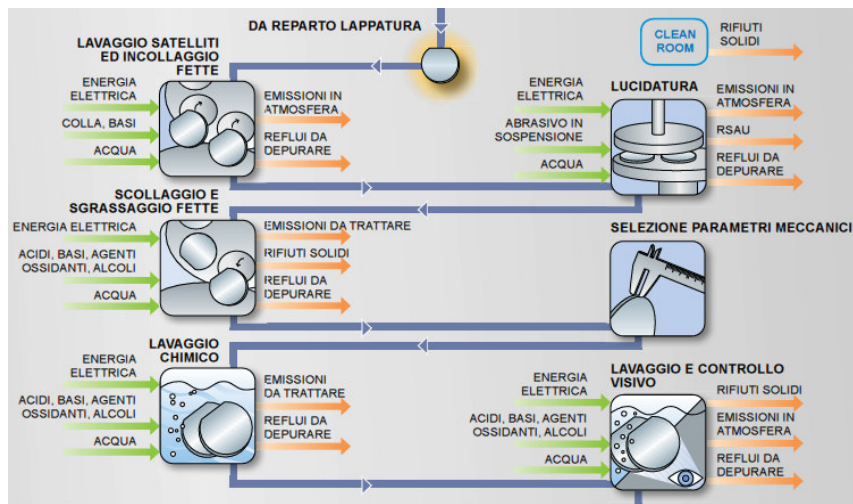 DA REPARTO LAPPATURA
LAVAGGIO SATELLITI
ED INCOLLAGGIO
FETTE
ENERGIA
ELETTRICA
COLLA, BASI
ACQUA
EMISSIONI IN
ATMOSFERA
REFLUI DA
DEPURARE
CLEAN
ROOM
RIFIUTI
SOLIDI
LUCIDATURA
ENERGIA
ELETTRICA
ABRASIVO IN
SOSPENSIONE
ACQUA
EMISSIONI IN
ATMOSFERA
RSAU
REFLUI DA
DEPURARE
SCOLLAGGIO E
SGRASSAGGIO FETTE
ENERGIA ELETTRICA
ACIDI, BASI, AGENTI
OSSIDANTI, ALCOLI
ACQUA
EMISSIONI DA TRATTARE
RIFIUTI SOLIDI
REFLUI DA
DEPURARE
SELEZIONE PARAMETRI MECCANICI
LAVAGGIO
CHIMICO
ENERGIA
ELETTRICA
ACIDI, BASI, AGENTI
OSSIDANTI, ALCOLI
ACQUA
EMISSIONI
DA TRATTARE
REFLUI DA
DEPURARE
LAVAGGIO E CONTROLLO
VISIVO
ENERGIA
ELETTRICA
ACIDI, BASI, AGENTI
OSSIDANTI, ALCOLI
ACQUA
RIFIUTI SOLIDI
EMISSIONI IN
ATMOSFERA
REFLUI DA
DEPURARE